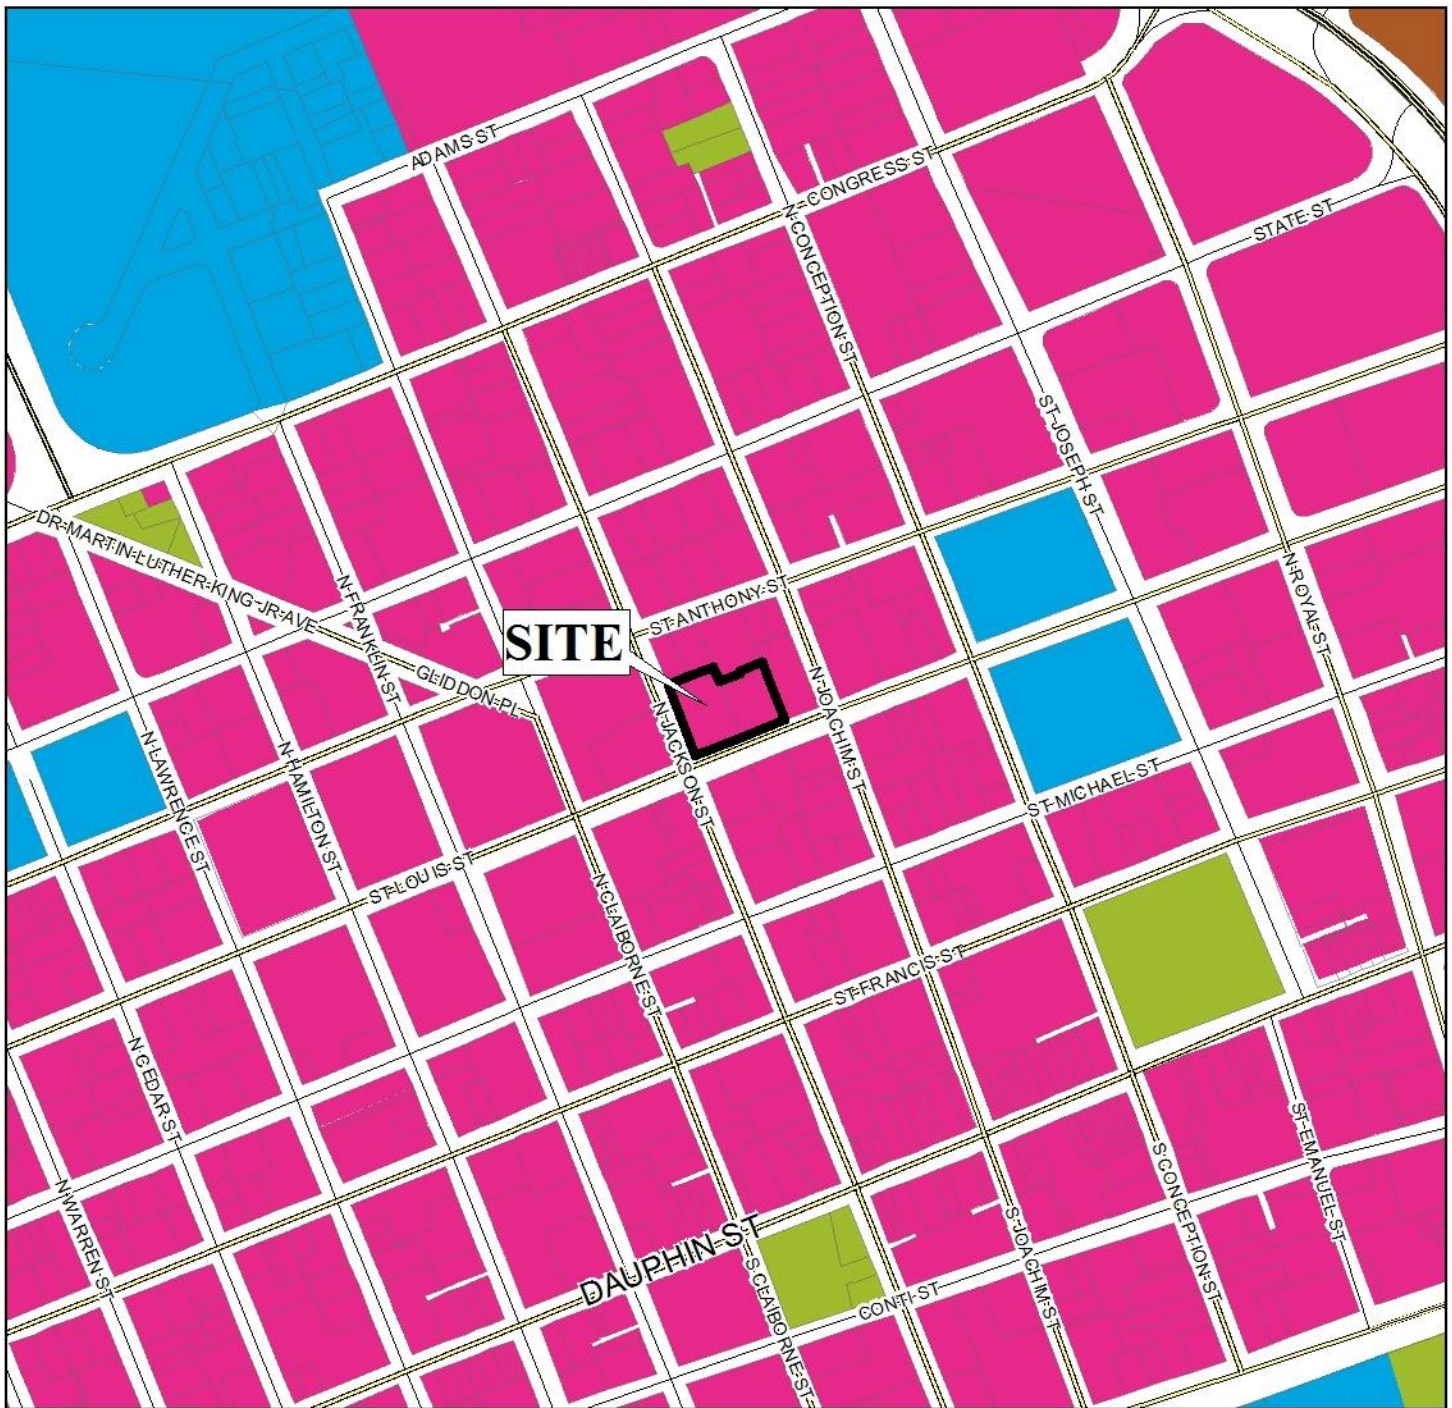 ADAMS ST
N CONGRESS ST
N CONCEPTION ST
STATE ST
ST JOSEPH ST
DR MARTIN LUTHER KING JR AVE
N FRANKLIN ST
ST ANTHONY ST
N ROYAL ST
SITE
GLIDDON PL
N JOACHIM ST
N JACKSON ST
N LAWRENCE ST
N HAMILTON ST
ST MICHAEL ST
ST LOUIS ST
N CLAIBORNE ST
ST FRANCIS ST
N CEDAR ST
ST EMANUEL ST
S CONCEPTION ST
N WARREN ST
S JOACHIM ST
DAUPHIN ST
S CLAIBORNE ST
CONTI ST